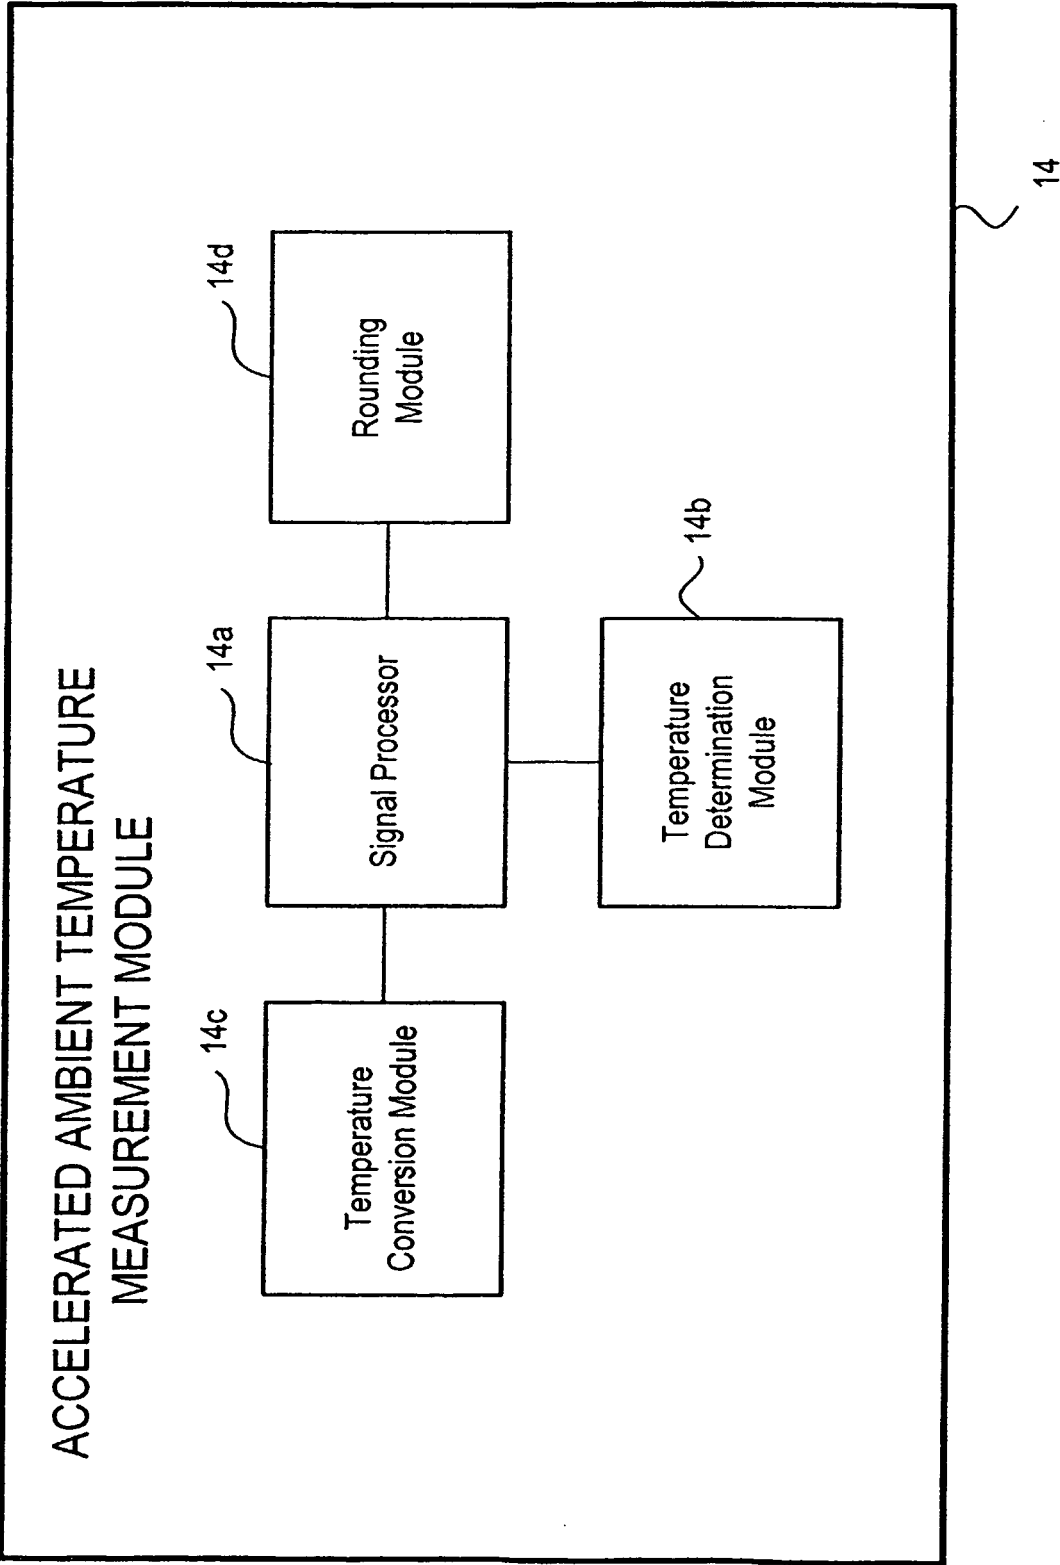 ACCELERATED AMBIENT TEMPERATURE
MEASUREMENT MODULE
14c
Temperature
Conversion Module
14a
Signal Processor
14d
Rounding
Module
14b
Temperature
Determination
Module
14